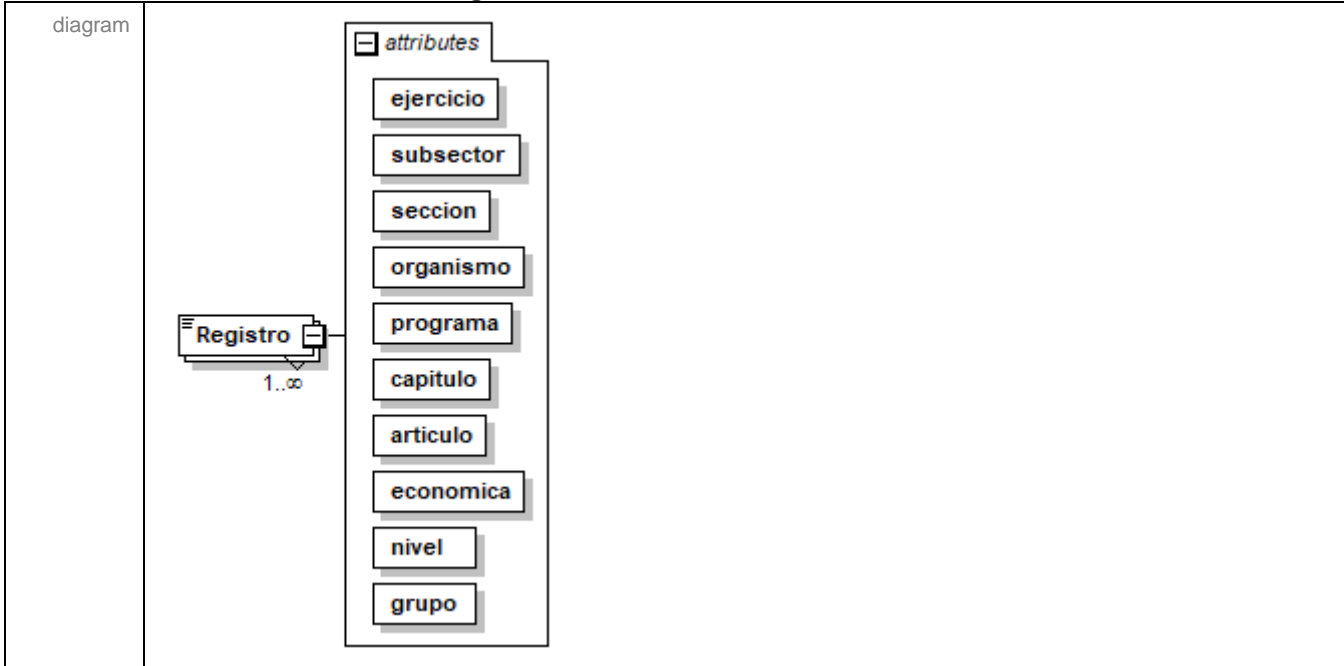 diagram
attributes
ejercicio
subsector
seccion
organismo
programa
Registro
1..∞
capitulo
articulo
economica
nivel
grupo